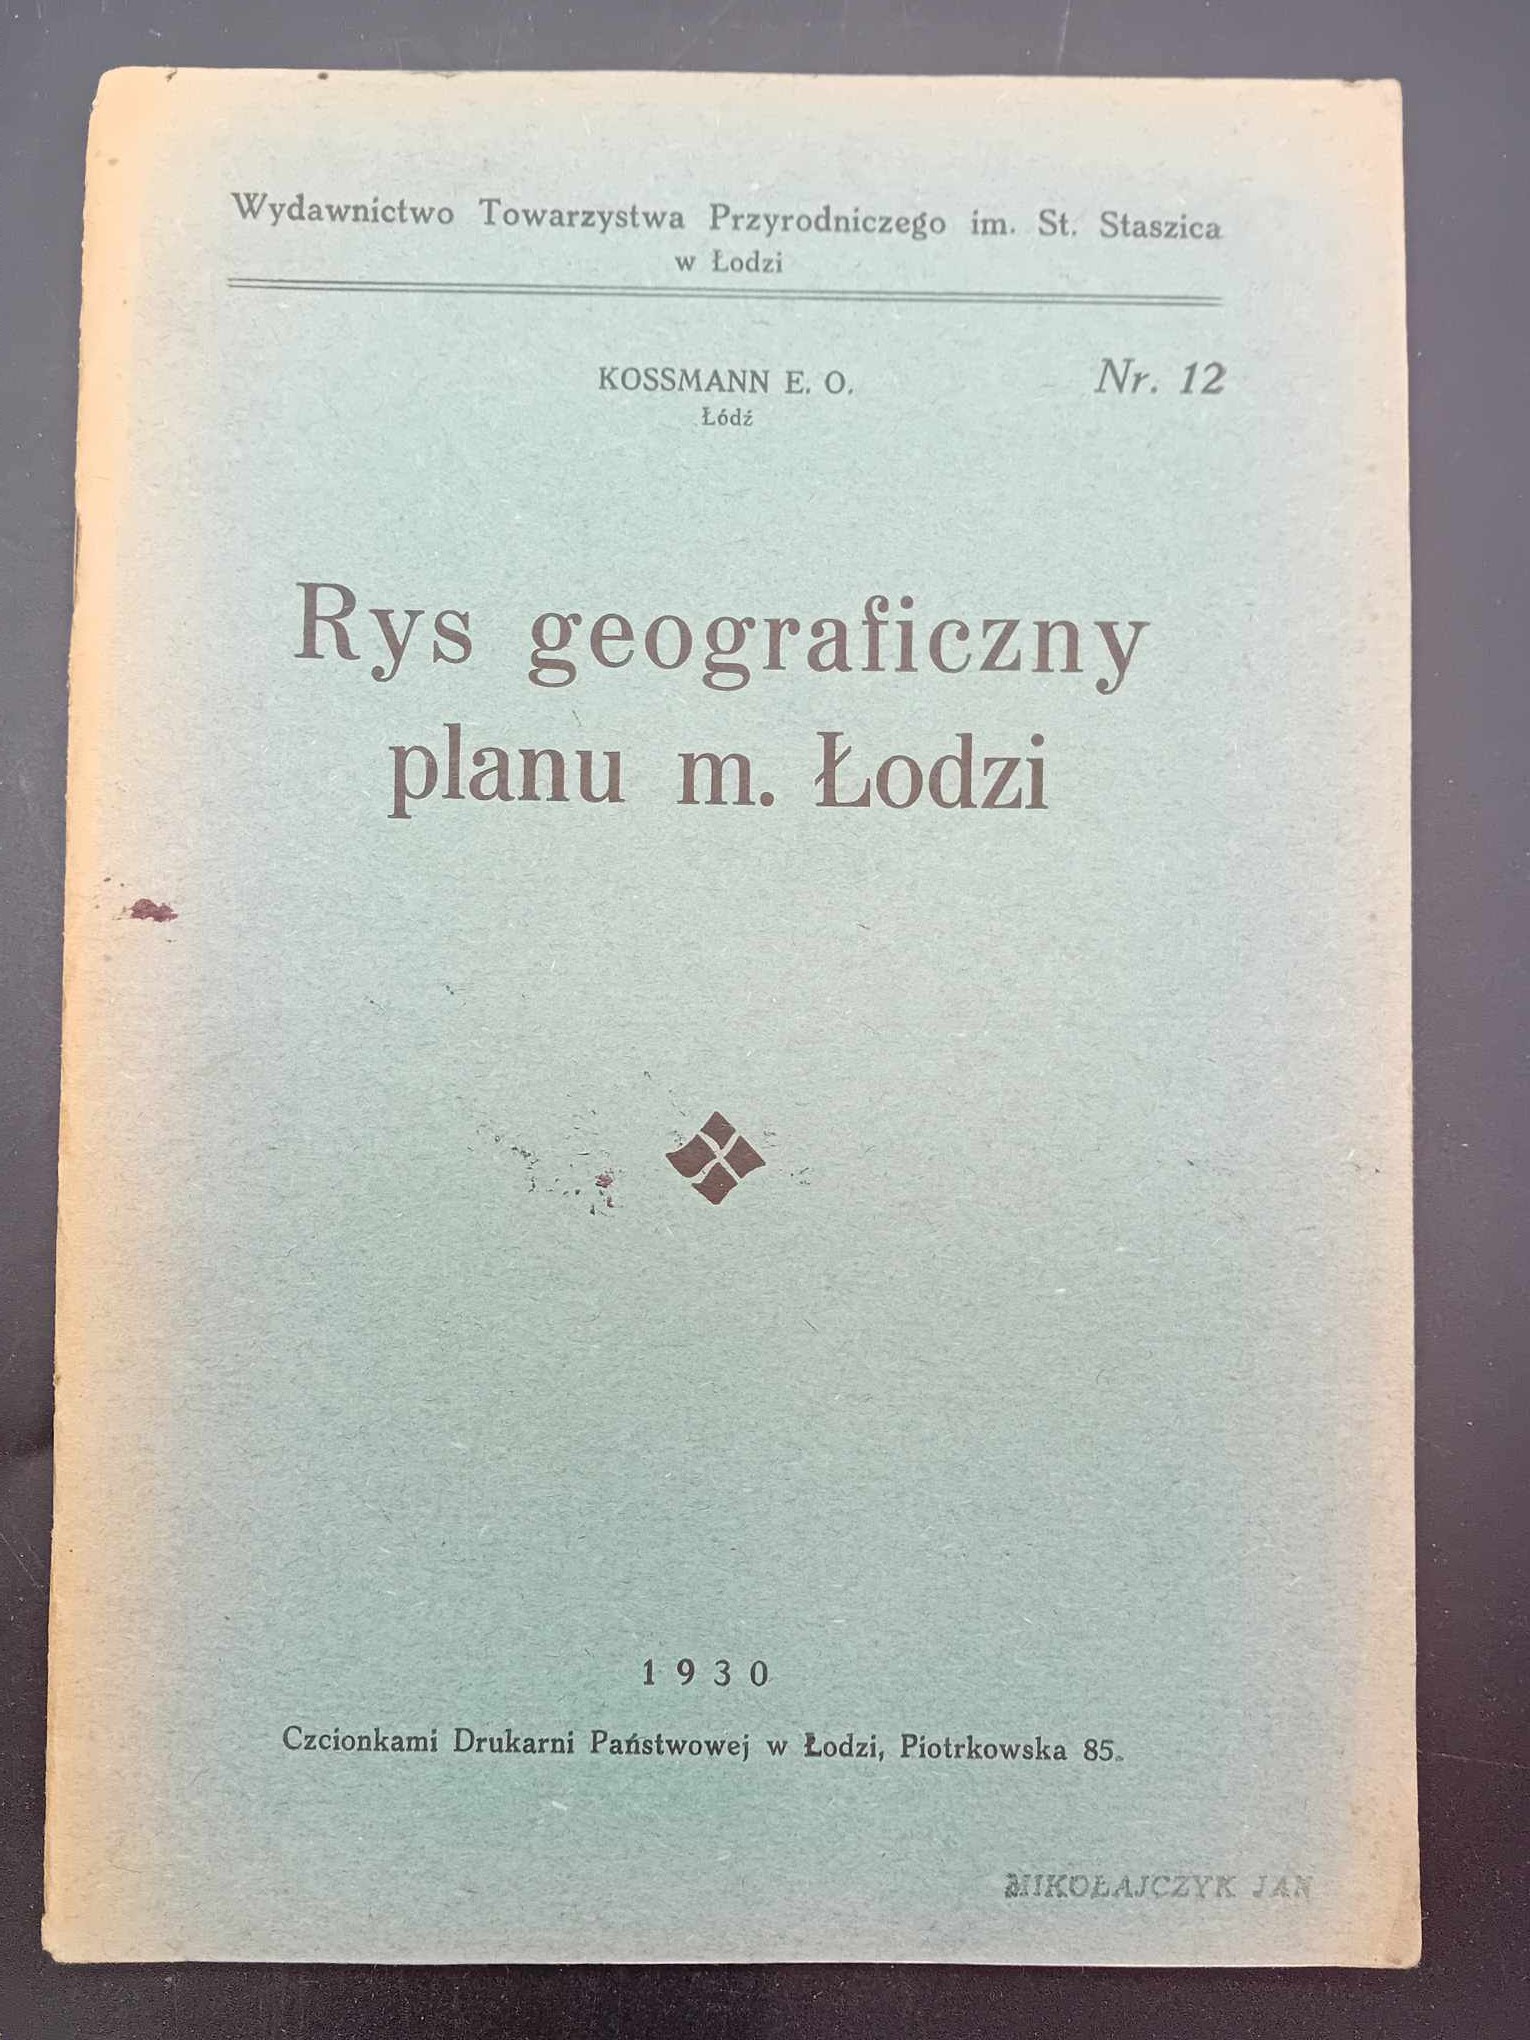 Wydawnictwo Towarzystwa Przyrodniczego im. St. Staszica
w Łodzi
KOSSMANN E. O.
Nr. 12
Łódź
Rys geograficzny
planu m. Łodzi
1930
Czcionkami Drukarni Państwowej w Łodzi, Piotrkowska 85.
MIKOŁAJCZYK JAN